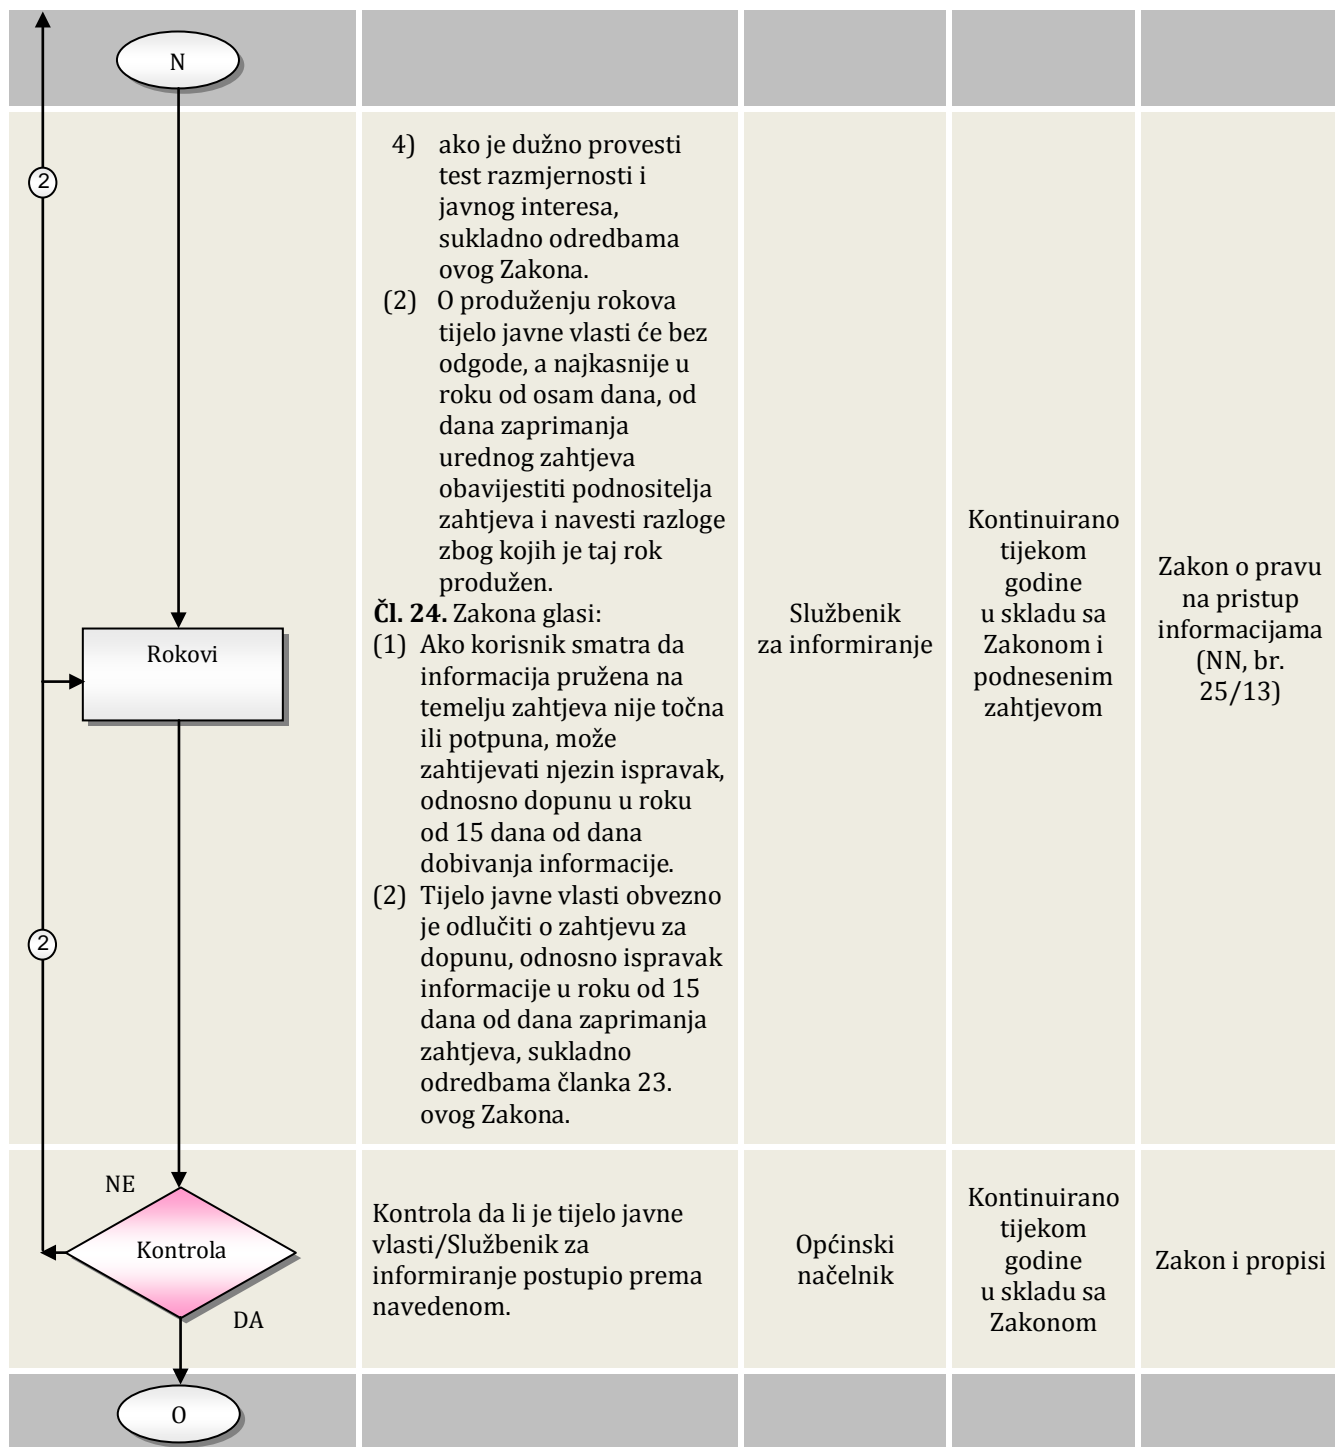 N
2
4) ako je dužno provesti
test razmjernosti i
javnog interesa,
sukladno odredbama
ovog Zakona.
(2) O produženju rokova
tijelo javne vlasti će bez
odgode, a najkasnije u
roku od osam dana, od
dana zaprimanja
urednog zahtjeva
obavijestiti podnositelja
zahtjeva i navesti razloge
zbog kojih je taj rok
produžen.
Čl. 24. Zakona glasi:
(1) Ako korisnik smatra da
informacija pružena na
temelju zahtjeva nije točna
ili potpuna, može
zahtijevati njezin ispravak,
odnosno dopunu u roku
od 15 dana od dana
dobivanja informacije.
(2) Tijelo javne vlasti obvezno
je odlučiti o zahtjevu za
dopunu, odnosno ispravak
informacije u roku od 15
dana od dana zaprimanja
zahtjeva, sukladno
odredbama članka 23.
ovog Zakona.
Rokovi
2
Službenik
za informiranje
Kontinuirano
tijekom
godine
u skladu sa
Zakonom i
podnesenim
zahtjevom
Zakon o pravu
na pristup
informacijama
(NN, br.
25/13)
NE
Kontrola
DA
Kontrola da li je tijelo javne
vlasti/Službenik za
informiranje postupio prema
navedenom.
Općinski
načelnik
Kontinuirano
tijekom
godine
u skladu sa
Zakonom
Zakon i propisi
O